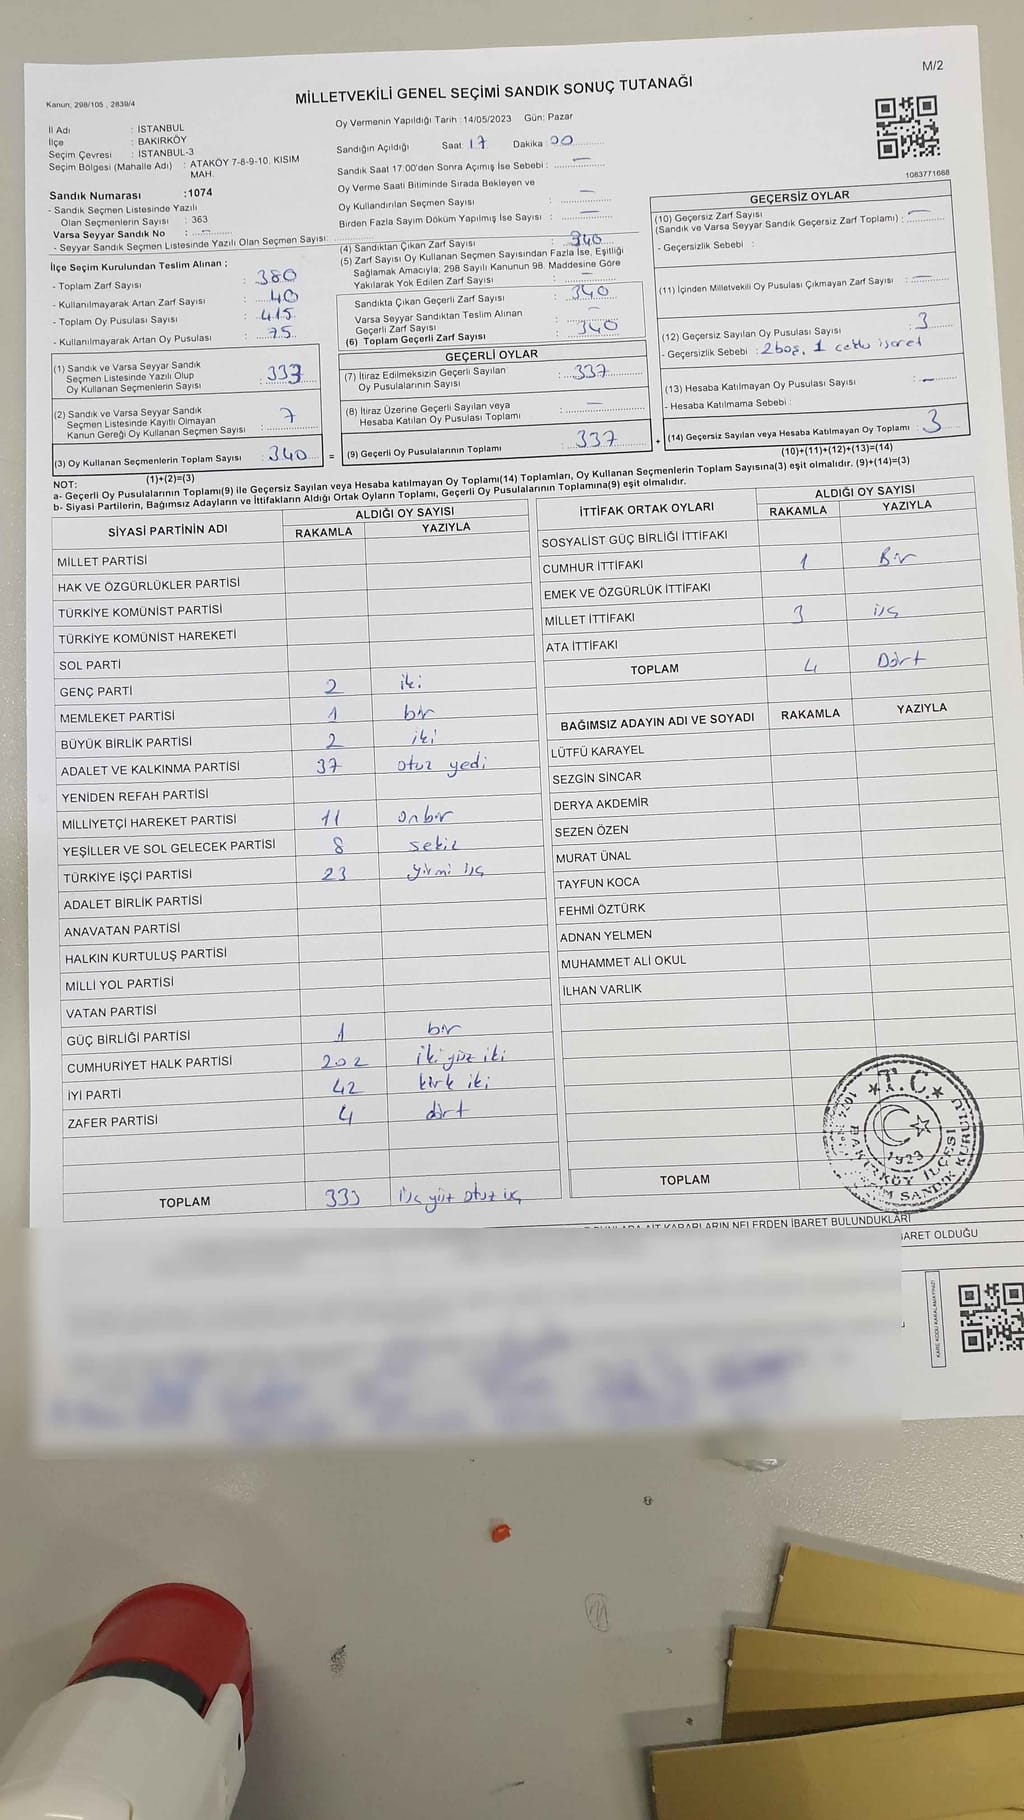 M/2
Kanun; 298/105 , 2839/4
MİLLETVEKİLİ GENEL SEÇİMİ SANDIK SONUÇ TUTANAĞI
İl Adı : İSTANBUL
İlçe : BAKIRKÖY
Seçim Çevresi : İSTANBUL-3
Seçim Bölgesi (Mahalle Adı) : ATAKÖY 7-8-9-10. KISIM MAH.
Sandık Numarası :1074
- Sandık Seçmen Listesinde Yazılı
Olan Seçmenlerin Sayısı : 363
Varsa Seyyar Sandık No : —
- Seyyar Sandık Seçmen Listesinde Yazılı Olan Seçmen Sayısı:
İlçe Seçim Kurulundan Teslim Alınan :
- Toplam Zarf Sayısı : 380
- Kullanılmayarak Artan Zarf Sayısı : 40
- Toplam Oy Pusulası Sayısı : 415
- Kullanılmayarak Artan Oy Pusulası : 75
(1) Sandık ve Varsa Seyyar Sandık
Seçmen Listesinde Yazılı Olup
Oy Kullanan Seçmenlerin Sayısı : 333
(2) Sandık ve Varsa Seyyar Sandık
Seçmen Listesinde Kayıtlı Olmayan
Kanun Gereği Oy Kullanan Seçmen Sayısı : 7
(3) Oy Kullanan Seçmenlerin Toplam Sayısı : 340
Oy Vermenin Yapıldığı Tarih :14/05/2023 Gün: Pazar
Sandığın Açıldığı Saat 17 Dakika 00
Sandık Saat 17:00'den Sonra Açımış İse Sebebi : —
Oy Verme Saati Bitiminde Sırada Bekleyen ve
Oy Kullandırılan Seçmen Sayısı : —
Birden Fazla Sayım Döküm Yapılmış İse Sayısı : —
(4) Sandıktan Çıkan Zarf Sayısı : 340
(5) Zarf Sayısı Oy Kullanan Seçmen Sayısından Fazla İse, Eşitliği
Sağlamak Amacıyla; 298 Sayılı Kanunun 98. Maddesine Göre
Yakılarak Yok Edilen Zarf Sayısı : —
Sandıkta Çıkan Geçerli Zarf Sayısı : 340
Varsa Seyyar Sandıktan Teslim Alınan
Geçerli Zarf Sayısı : —
(6) Toplam Geçerli Zarf Sayısı : 340
GEÇERLİ OYLAR
(7) İtiraz Edilmeksizin Geçerli Sayılan
Oy Pusulalarının Sayısı : 337
(8) İtiraz Üzerine Geçerli Sayılan veya
Hesaba Katılan Oy Pusulası Toplamı : —
= (9) Geçerli Oy Pusulalarının Toplamı : 337 +
1083771688
GEÇERSİZ OYLAR
(10) Geçersiz Zarf Sayısı
(Sandık ve Varsa Seyyar Sandık Geçersiz Zarf Toplamı) : —
- Geçersizlik Sebebi :
(11) İçinden Milletvekili Oy Pusulası Çıkmayan Zarf Sayısı : —
(12) Geçersiz Sayılan Oy Pusulası Sayısı : 3
- Geçersizlik Sebebi : 2 boş, 1 çoklu işaret
(13) Hesaba Katılmayan Oy Pusulası Sayısı : —
- Hesaba Katılmama Sebebi :
(14) Geçersiz Sayılan veya Hesaba Katılmayan Oy Toplamı : 3
(1)+(2)=(3)
(10)+(11)+(12)+(13)=(14)
NOT:
a- Geçerli Oy Pusulalarının Toplamı(9) ile Geçersiz Sayılan veya Hesaba katılmayan Oy Toplamı(14) Toplamları, Oy Kullanan Seçmenlerin Toplam Sayısına(3) eşit olmalıdır. (9)+(14)=(3)
b- Siyasi Partilerin, Bağımsız Adayların ve İttifakların Aldığı Ortak Oyların Toplamı, Geçerli Oy Pusulalarının Toplamına(9) eşit olmalıdır.
SİYASİ PARTİNİN ADI ALDIĞI OY SAYISI
RAKAMLA YAZIYLA
MİLLET PARTİSİ
HAK VE ÖZGÜRLÜKLER PARTİSİ
TÜRKİYE KOMÜNİST PARTİSİ
TÜRKİYE KOMÜNİST HAREKETİ
SOL PARTİ
GENÇ PARTİ 2 iki
MEMLEKET PARTİSİ 1 bir
BÜYÜK BİRLİK PARTİSİ 2 iki
ADALET VE KALKINMA PARTİSİ 37 otuz yedi
YENİDEN REFAH PARTİSİ
MİLLİYETÇİ HAREKET PARTİSİ 11 onbir
YEŞİLLER VE SOL GELECEK PARTİSİ 8 sekiz
TÜRKİYE İŞÇİ PARTİSİ 23 yirmi üç
ADALET BİRLİK PARTİSİ
ANAVATAN PARTİSİ
HALKIN KURTULUŞ PARTİSİ
MİLLİ YOL PARTİSİ
VATAN PARTİSİ
GÜÇ BİRLİĞİ PARTİSİ 1 bir
CUMHURİYET HALK PARTİSİ 202 iki yüz iki
İYİ PARTİ 42 kırk iki
ZAFER PARTİSİ 4 dört
TOPLAM 333 üç yüz otuz üç
İTTİFAK ORTAK OYLARI ALDIĞI OY SAYISI
RAKAMLA YAZIYLA
SOSYALİST GÜÇ BİRLİĞİ İTTİFAKI
CUMHUR İTTİFAKI 1 Bir
EMEK VE ÖZGÜRLÜK İTTİFAKI
MİLLET İTTİFAKI 3 üç
ATA İTTİFAKI
TOPLAM 4 Dört
BAĞIMSIZ ADAYIN ADI VE SOYADI RAKAMLA YAZIYLA
LÜTFÜ KARAYEL
SEZGİN SİNCAR
DERYA AKDEMİR
SEZEN ÖZEN
MURAT ÜNAL
TAYFUN KOCA
FEHMİ ÖZTÜRK
ADNAN YELMEN
MUHAMMET ALİ OKUL
İLHAN VARLIK
TOPLAM
T.C.
1923
BAKIRKÖY İLÇESİ
SANDIK KURULU
KARARLARIN NELERDEN İBARET BULUNDUKLARI
OLDUĞU
KARE KODU KARALAMAYINIZ!